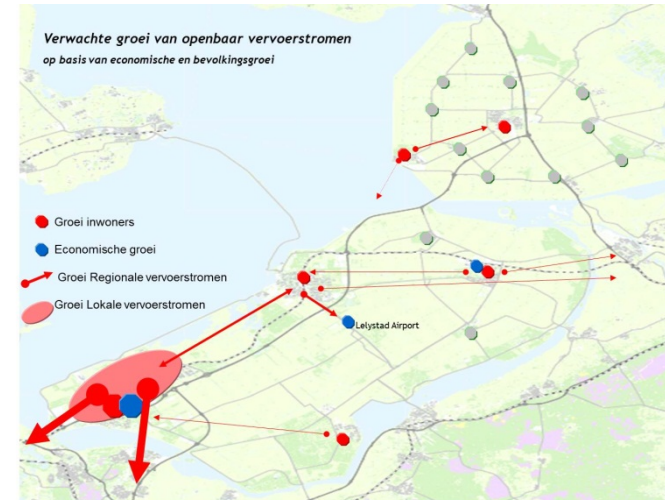 Verwachte groei van openbaar vervoerstromen
op basis van economische en bevolkingsgroei
Groei inwoners
Economische groei
Groei Regionale vervoerstromen
Groei Lokale vervoerstromen
Lelystad Airport